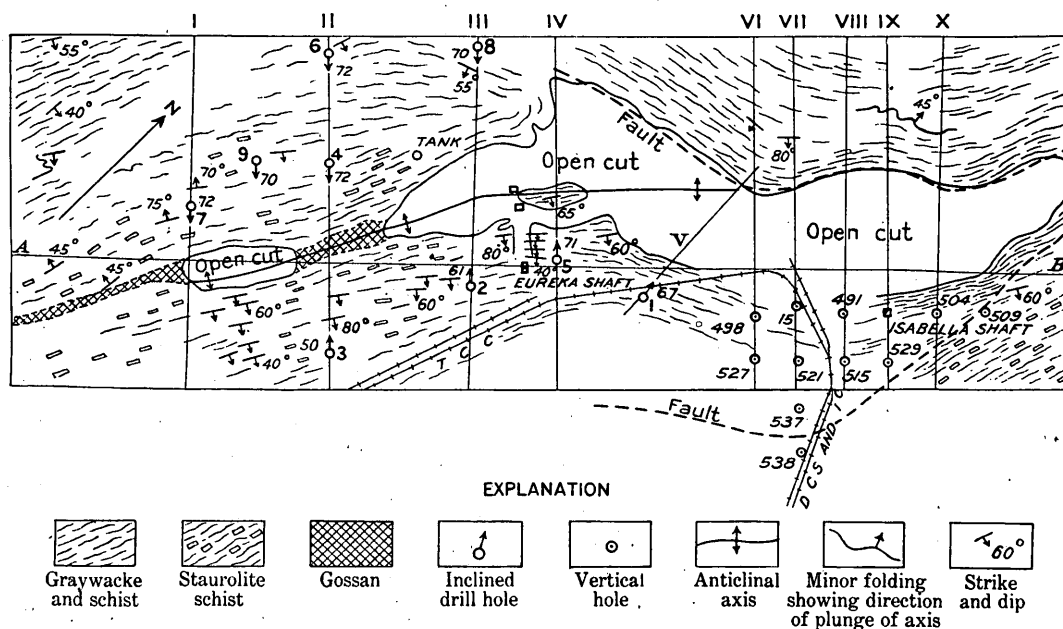 I II III IV VI VII VIII IX X
55° 6 72 70 8 55°
40° N TANK Fault 80° 45°
9 70 4 72 Open cut
70° 72 7 75° 65° Open cut
A 45° 45° Open cut 80° 71 60° V B
61 40° 5
2 EUREKA SHAFT 1 67
60° 60° 491 504 60°
50 80° 498 15 ISABELLA SHAFT 509
3 40° T C C 527 521 515 529
Fault 537
538 D C S AND I C
EXPLANATION
Graywacke and schist
Staurolite schist
Gossan
Inclined drill hole
Vertical hole
Anticlinal axis
Minor folding showing direction of plunge of axis
60°
Strike and dip